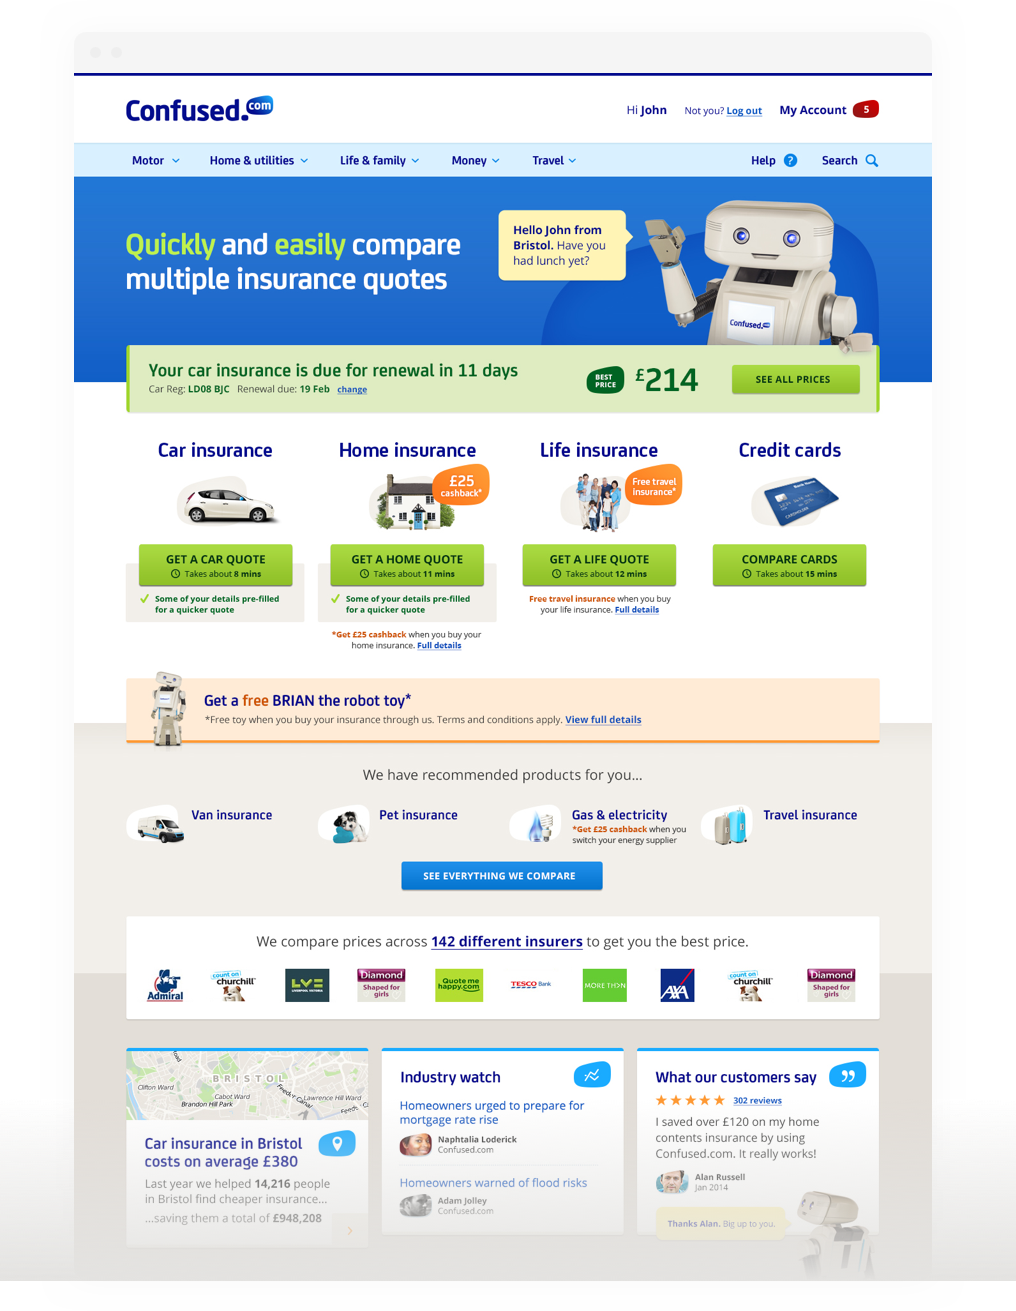 Confused.com
Hi John
Not you? Log out
My Account
5
Motor
Home & utilities
Life & family
Money
Travel
Help
?
Search
Quickly and easily compare
multiple insurance quotes
Hello John from
Bristol. Have you
had lunch yet?
Confused.com
Your car insurance is due for renewal in 11 days
Car Reg: LD08 BJC Renewal due: 19 Feb change
BEST
PRICE
£214
SEE ALL PRICES
Car insurance
Home insurance
Life insurance
Credit cards
£25
cashback*
Free travel
insurance*
GET A CAR QUOTE
Takes about 8 mins
GET A HOME QUOTE
Takes about 11 mins
GET A LIFE QUOTE
Takes about 12 mins
COMPARE CARDS
Takes about 15 mins
Some of your details pre-filled
for a quicker quote
Some of your details pre-filled
for a quicker quote
Free travel insurance when you buy
your life insurance. Full details
*Get £25 cashback when you buy your
home insurance. Full details
Get a free BRIAN the robot toy*
*Free toy when you buy your insurance through us. Terms and conditions apply. View full details
We have recommended products for you...
Van insurance
Pet insurance
Gas & electricity
*Get £25 cashback when you
switch your energy supplier
Travel insurance
SEE EVERYTHING WE COMPARE
We compare prices across 142 different insurers to get you the best price.
Admiral
count on
churchill
LV=
LIVERPOOL VICTORIA
Diamond
Shaped for
girls
Quote me
happy.com
TESCO Bank
MORE TH>N
AXA
count on
churchill
Diamond
Shaped for
girls
BRISTOL
Clifton Ward
Cabot Ward
Lawrence Hill Ward
Brandon Hill Park
Car insurance in Bristol
costs on average £380
Last year we helped 14,216 people
in Bristol find cheaper insurance...
...saving them a total of £948,208
Industry watch
Homeowners urged to prepare for
mortgage rate rise
Naphtalia Loderick
Confused.com
Homeowners warned of flood risks
Adam Jolley
Confused.com
What our customers say
302 reviews
I saved over £120 on my home
contents insurance by using
Confused.com. It really works!
Alan Russell
Jan 2014
Thanks Alan. Big up to you.